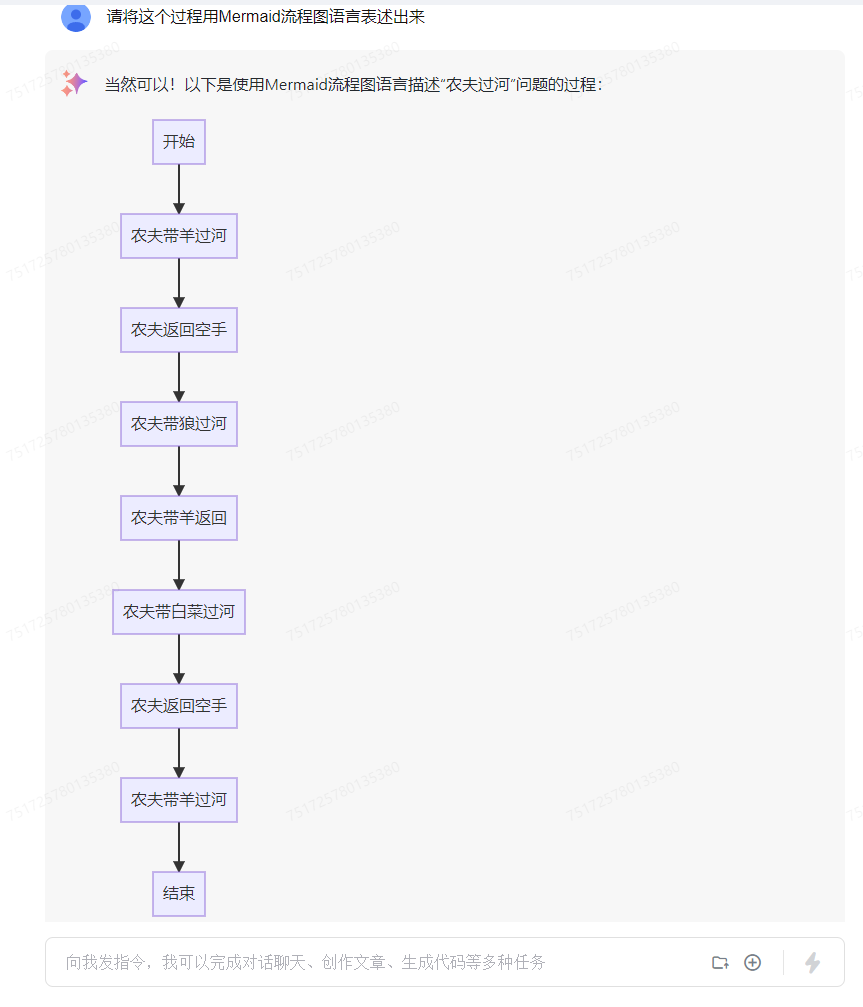 请将这个过程用Mermaid流程图语言表述出来
当然可以！以下是使用Mermaid流程图语言描述“农夫过河”问题的过程：
开始
农夫带羊过河
农夫返回空手
农夫带狼过河
农夫带羊返回
农夫带白菜过河
农夫返回空手
农夫带羊过河
结束
向我发指令，我可以完成对话聊天、创作文章、生成代码等多种任务
751725780135380